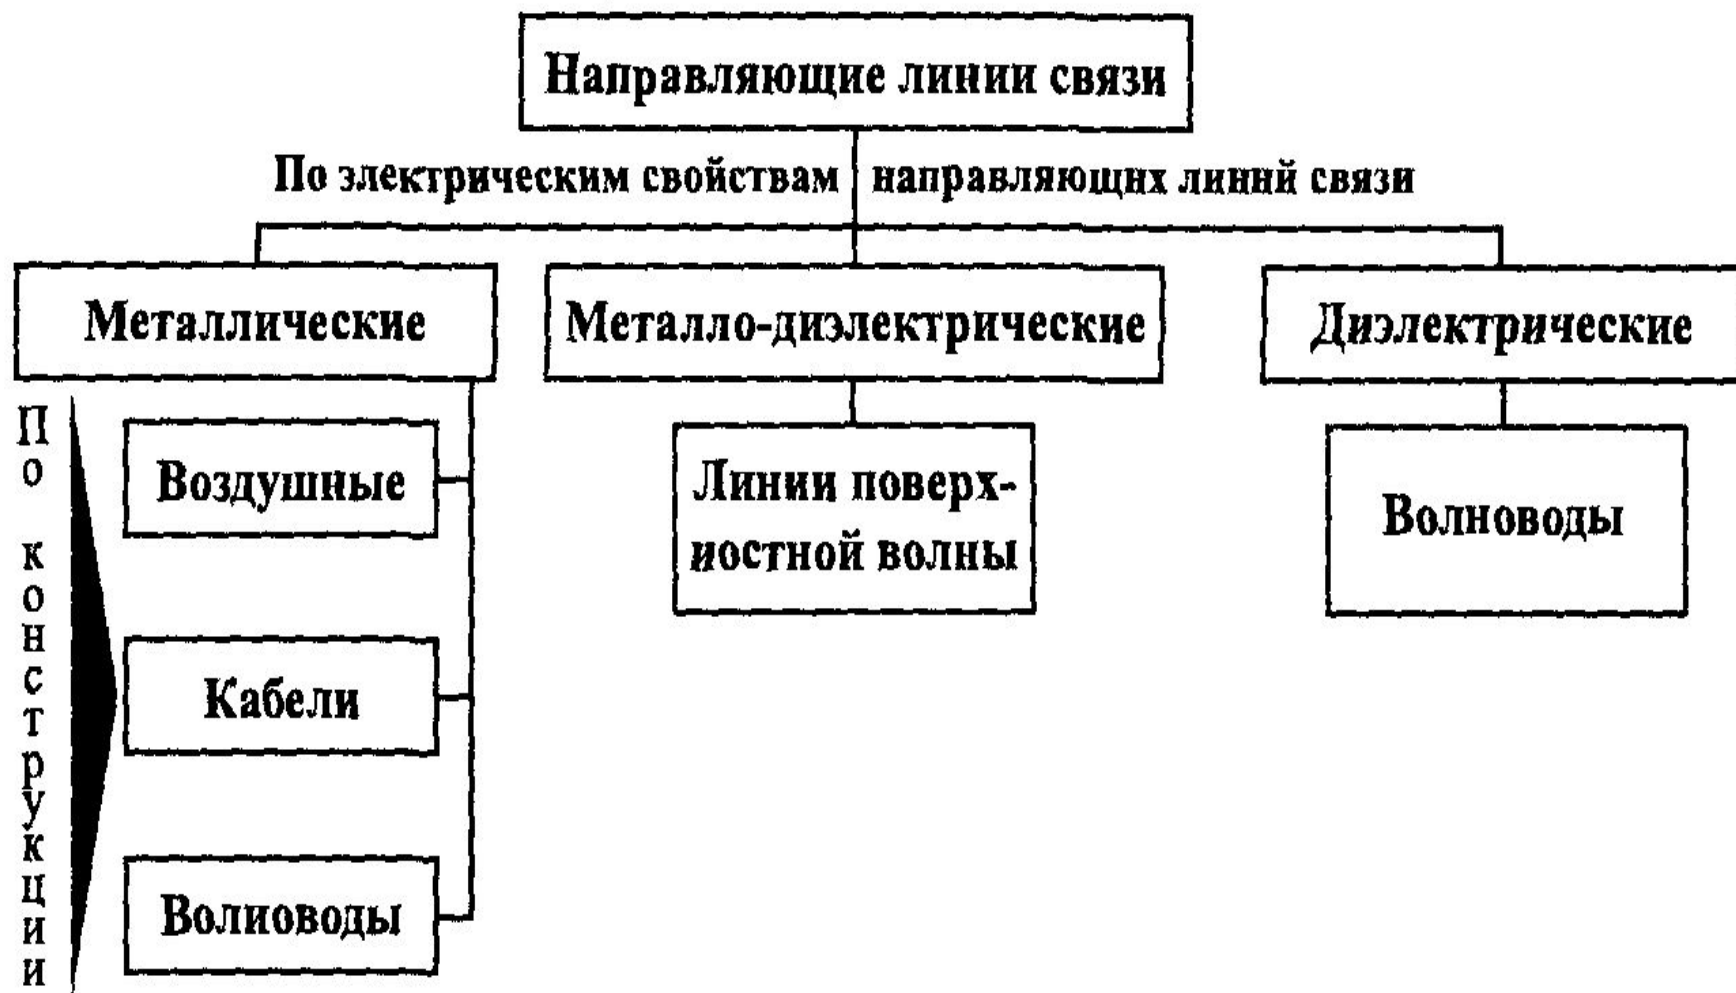 Направляющие линии связи
По электрическим свойствам направляющих линий связи
Металлические
Металло-диэлектрические
Диэлектрические
По конструкции
Воздушные
Кабели
Волиоводы
Линии поверх-
иостной волны
Волноводы